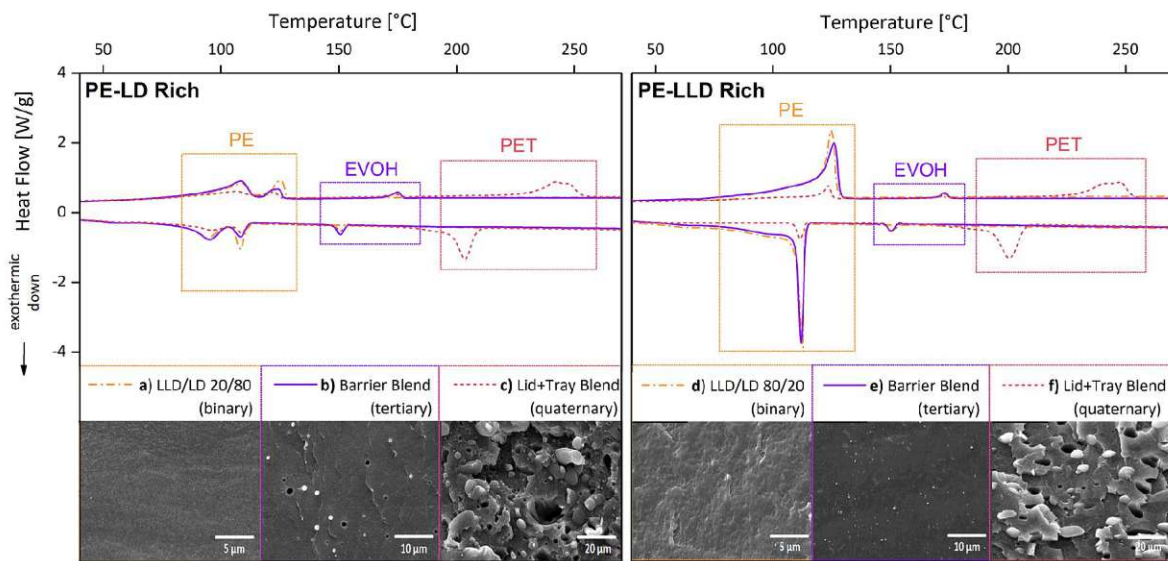 Temperature [°C]
Temperature [°C]
50 100 150 200 250
50 100 150 200 250
Heat Flow [W/g]
exothermic
down
4
2
0
-2
-4
PE-LD Rich
PE
EVOH
PET
PE-LLD Rich
PE
EVOH
PET
a) LLD/LD 20/80
(binary)
b) Barrier Blend
(tertiary)
c) Lid+Tray Blend
(quaternary)
d) LLD/LD 80/20
(binary)
e) Barrier Blend
(tertiary)
f) Lid+Tray Blend
(quaternary)
5 µm
10 µm
20 µm
5 µm
10 µm
20 µm